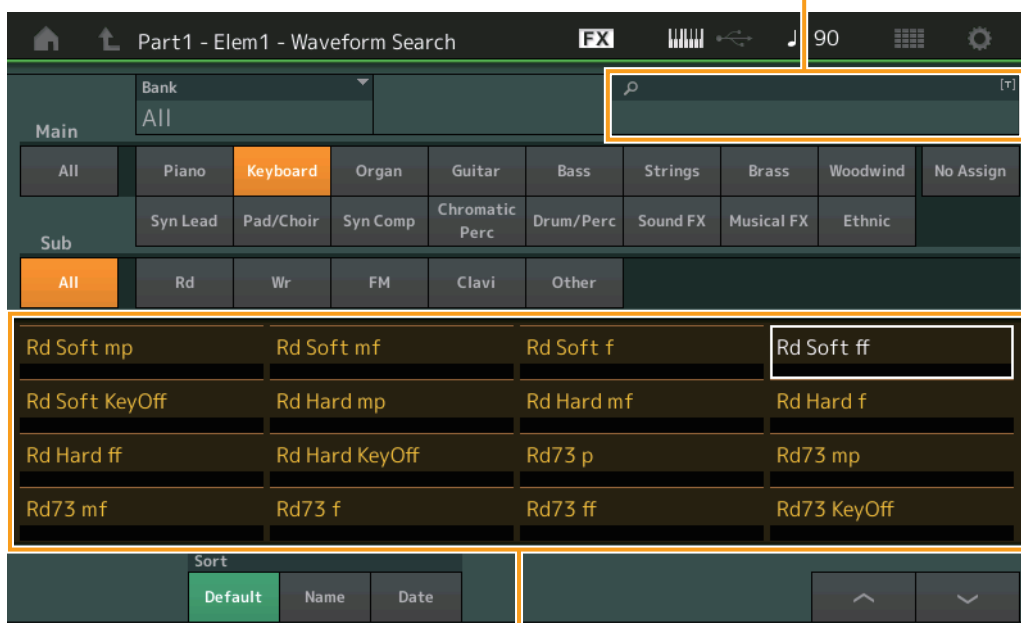 Part1 - Elem1 - Waveform Search FX 90
Bank
All
[T]
Main
All Piano Keyboard Organ Guitar Bass Strings Brass Woodwind No Assign
Syn Lead Pad/Choir Syn Comp Chromatic Perc Drum/Perc Sound FX Musical FX Ethnic
Sub
All Rd Wr FM Clavi Other
Rd Soft mp Rd Soft mf Rd Soft f Rd Soft ff
Rd Soft KeyOff Rd Hard mp Rd Hard mf Rd Hard f
Rd Hard ff Rd Hard KeyOff Rd73 p Rd73 mp
Rd73 mf Rd73 f Rd73 ff Rd73 KeyOff
Sort
Default Name Date